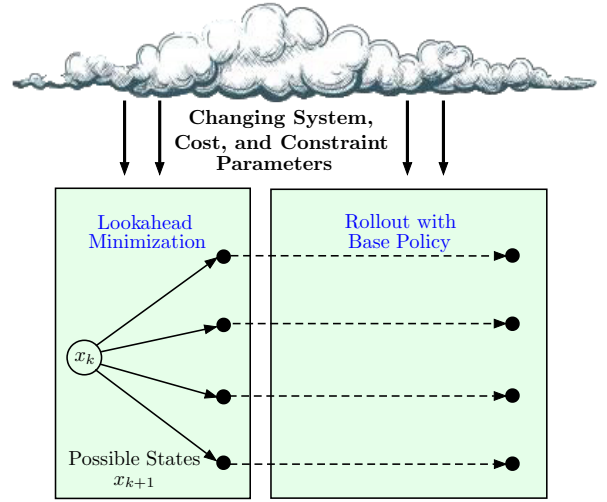 Changing System,
Cost, and Constraint
Parameters
Lookahead
Minimization
Rollout with
Base Policy
x_k
Possible States
x_{k+1}